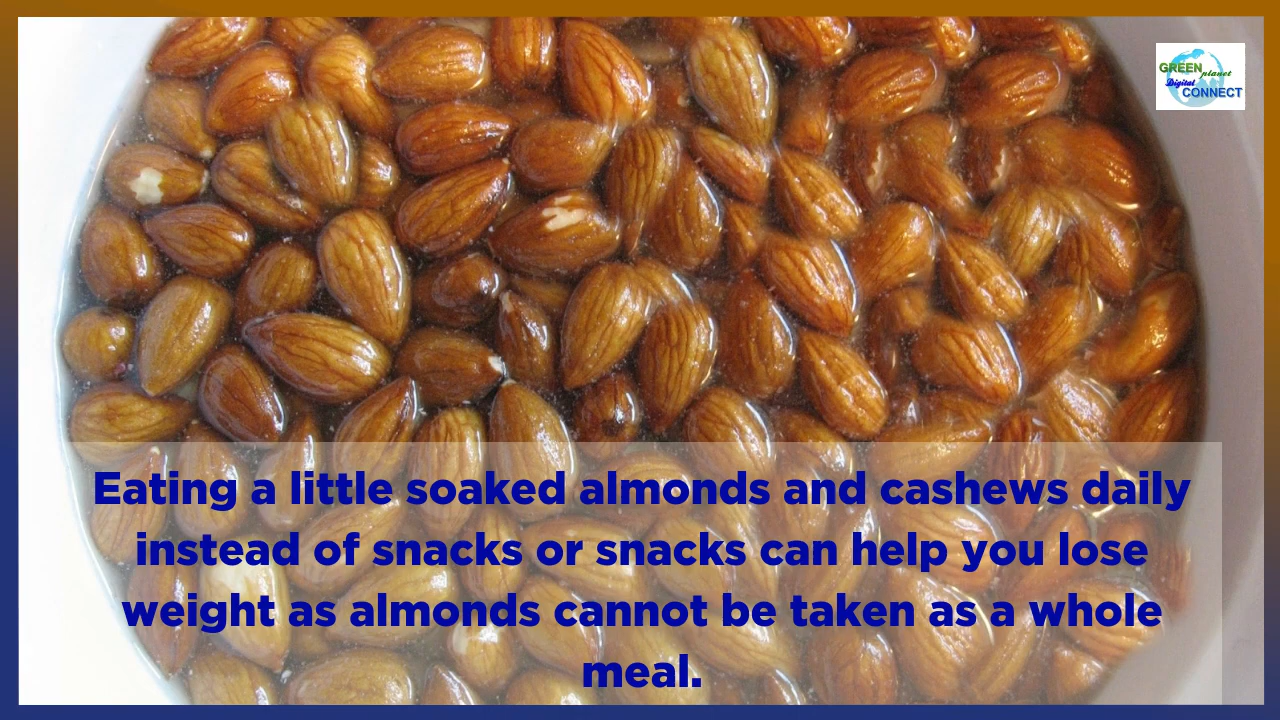 GREEN planet
Digital CONNECT
Eating a little soaked almonds and cashews daily
instead of snacks or snacks can help you lose
weight as almonds cannot be taken as a whole
meal.